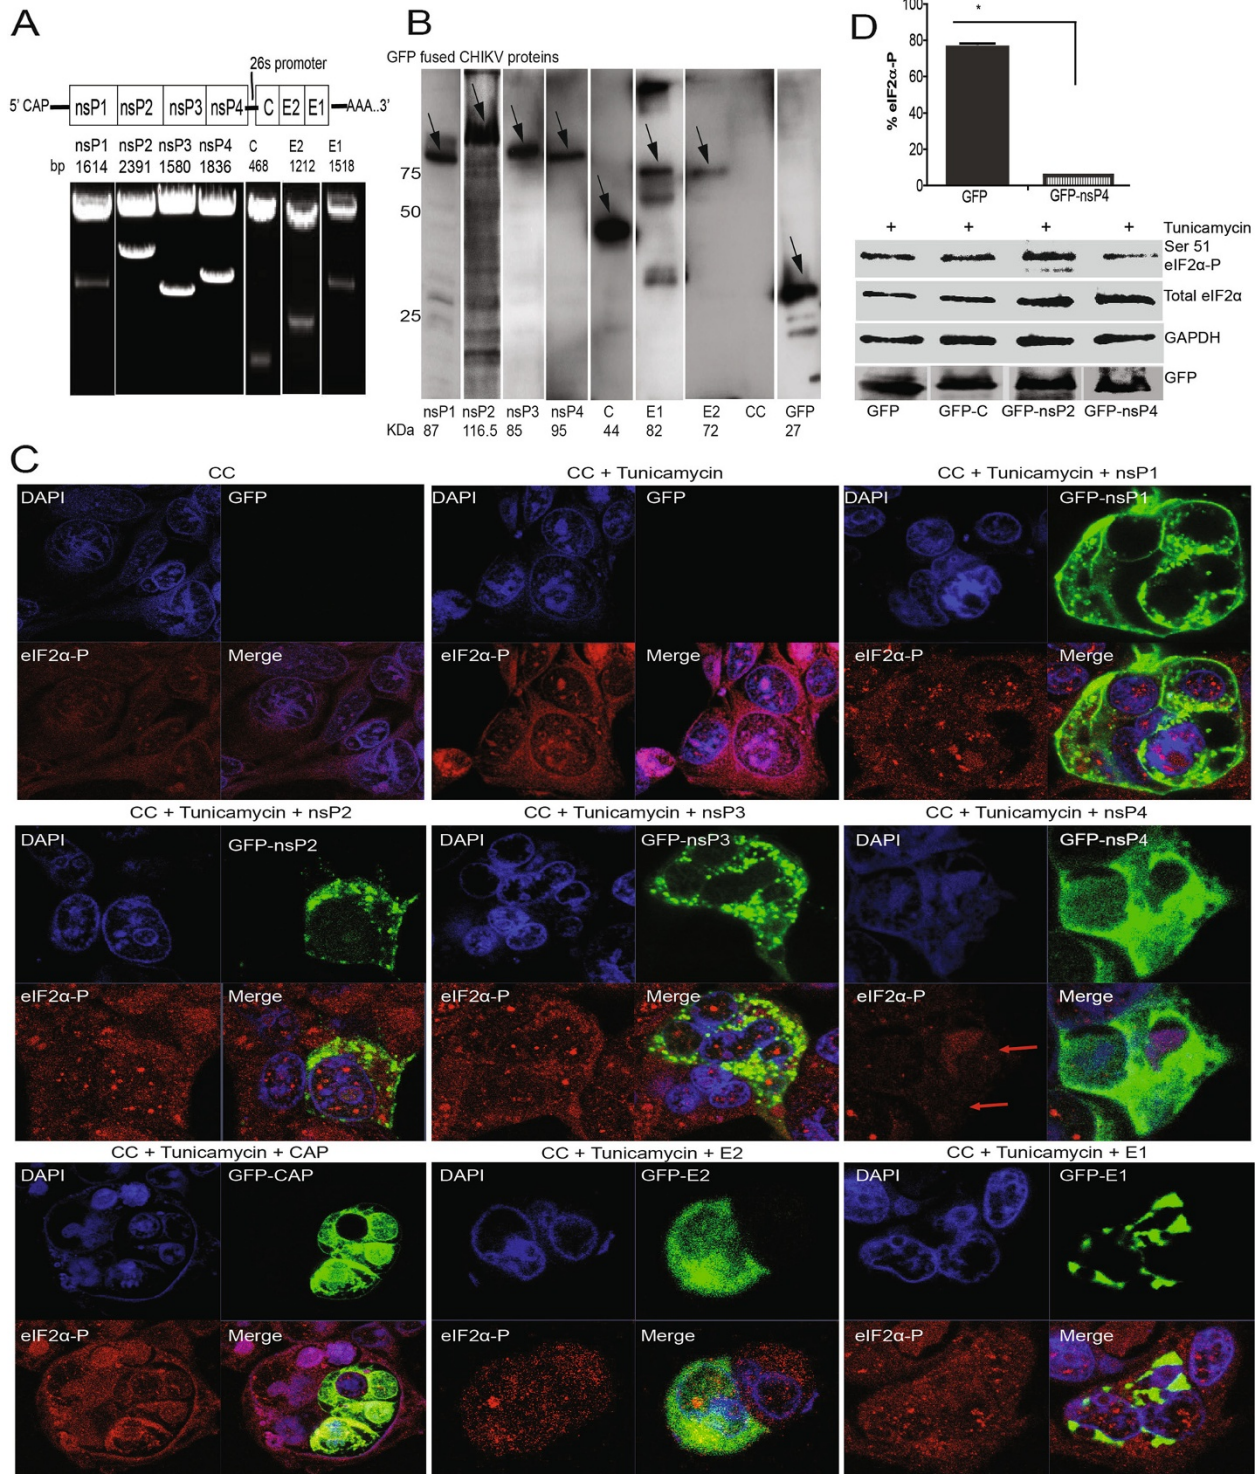 A
26s promoter
5' CAP
nsP1 nsP2 nsP3 nsP4 C E2 E1
AAA..3'
nsP1 nsP2 nsP3 nsP4 C E2 E1
bp 1614 2391 1580 1836 468 1212 1518
B
GFP fused CHIKV proteins
75
50
25
nsP1 nsP2 nsP3 nsP4 C E1 E2 CC GFP
KDa 87 116.5 85 95 44 82 72 27
D
% eIF2α-P
100
80
60
40
20
0
*
GFP GFP-nsP4
+ + + + Tunicamycin
Ser 51
eIF2α-P
Total eIF2α
GAPDH
GFP
GFP GFP-C GFP-nsP2 GFP-nsP4
C
CC
DAPI GFP
eIF2α-P Merge
CC + Tunicamycin
DAPI GFP
eIF2α-P Merge
CC + Tunicamycin + nsP1
DAPI GFP-nsP1
eIF2α-P Merge
CC + Tunicamycin + nsP2
DAPI GFP-nsP2
eIF2α-P Merge
CC + Tunicamycin + nsP3
DAPI GFP-nsP3
eIF2α-P Merge
CC + Tunicamycin + nsP4
DAPI GFP-nsP4
eIF2α-P Merge
CC + Tunicamycin + CAP
DAPI GFP-CAP
eIF2α-P Merge
CC + Tunicamycin + E2
DAPI GFP-E2
eIF2α-P Merge
CC + Tunicamycin + E1
DAPI GFP-E1
eIF2α-P Merge